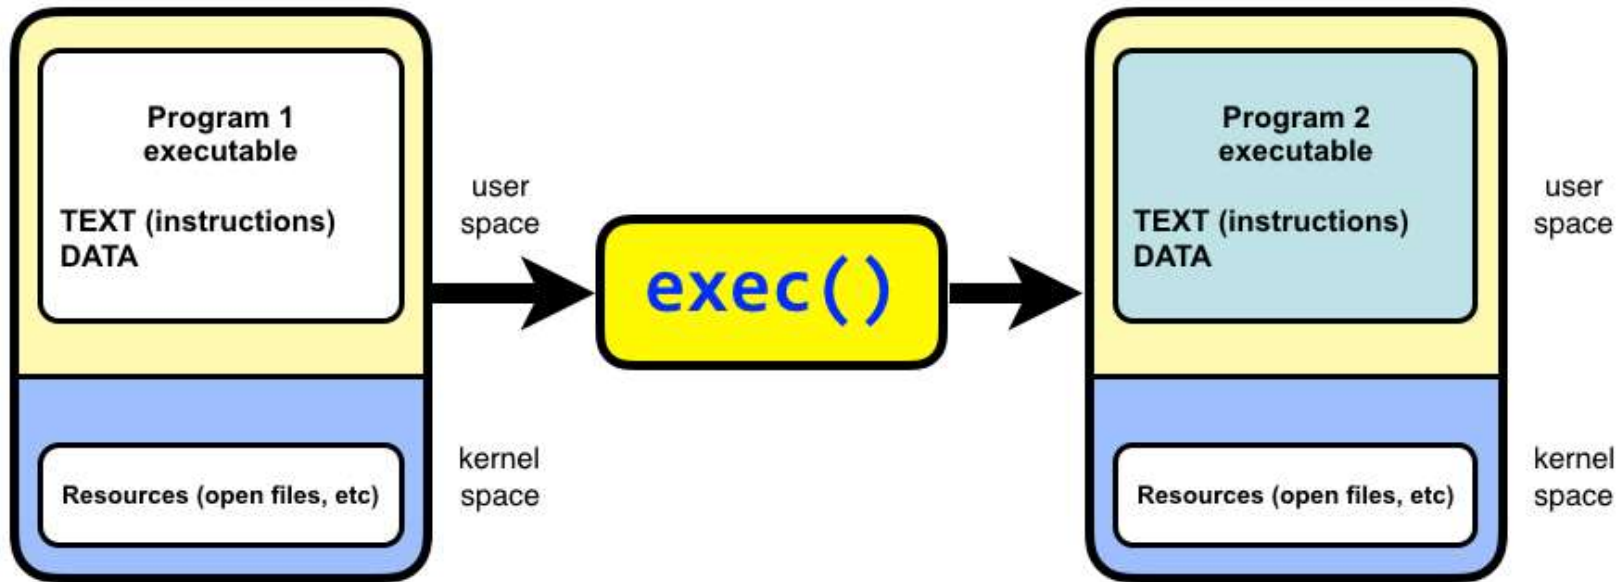 Program 1
executable
TEXT (instructions)
DATA
Resources (open files, etc)
user
space
kernel
space
exec()
Program 2
executable
TEXT (instructions)
DATA
Resources (open files, etc)
user
space
kernel
space